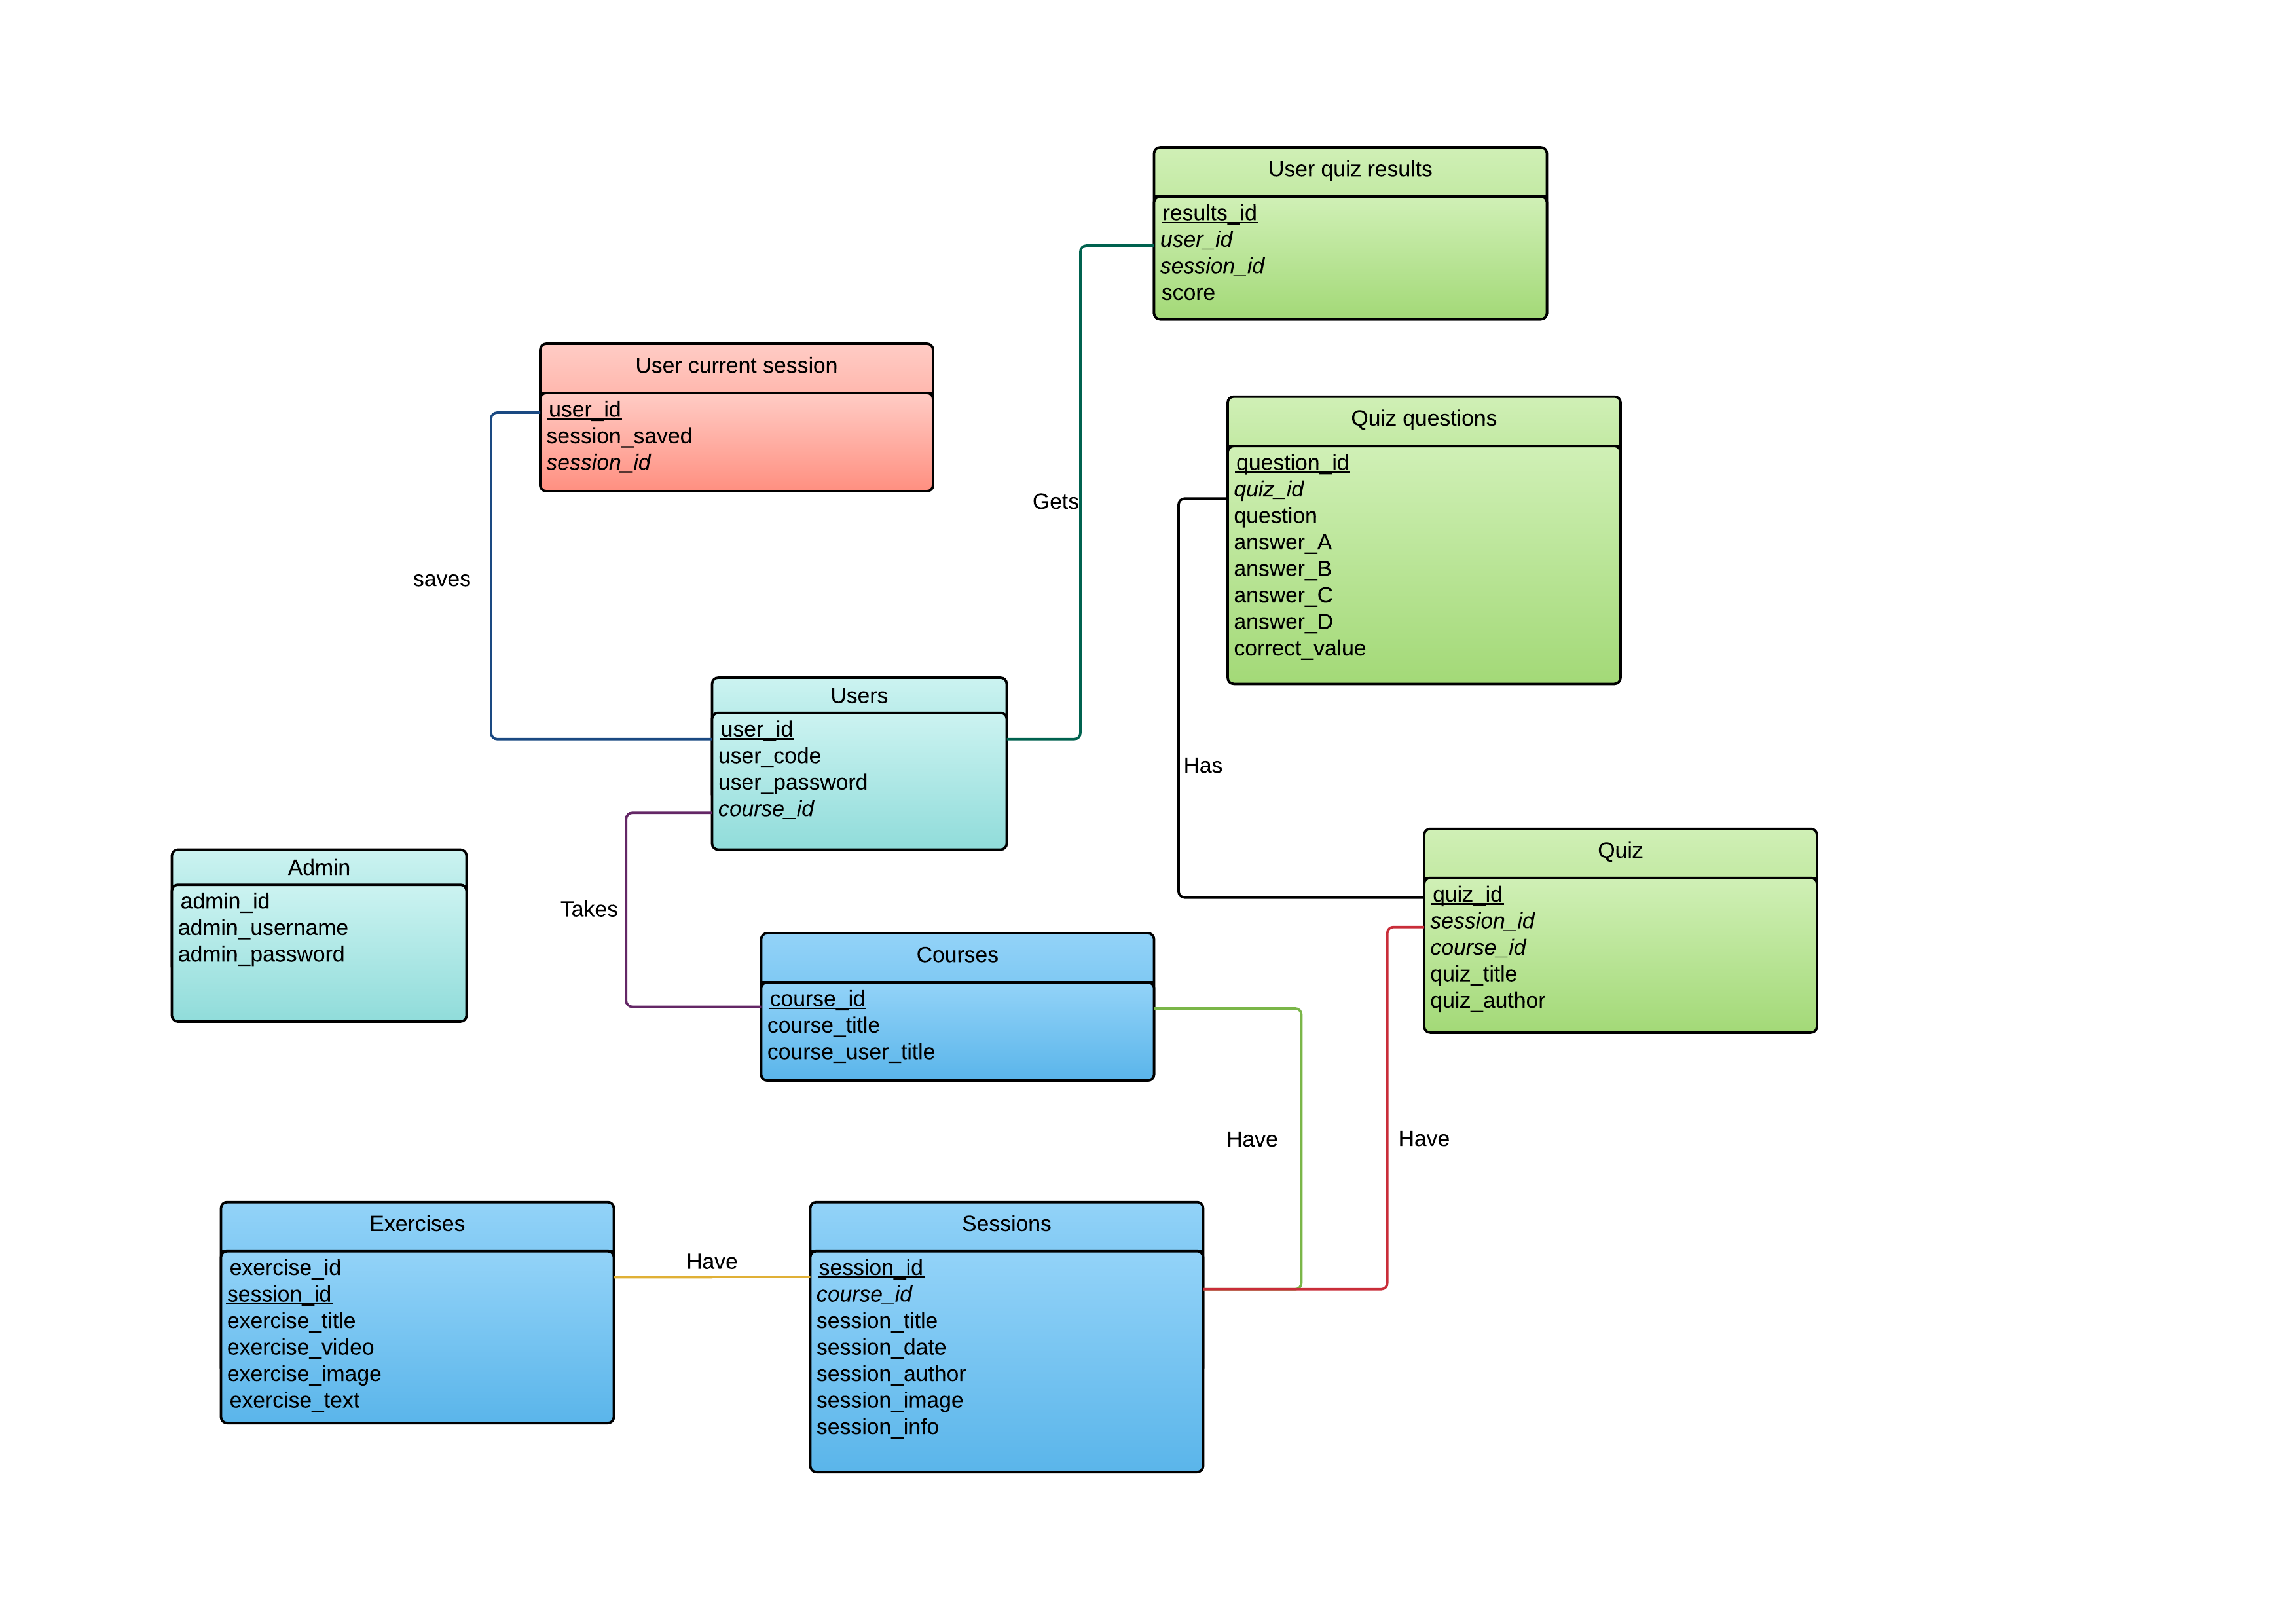 User quiz results
results_id
user_id
session_id
score
User current session
user_id
session_saved
session_id
Gets
Quiz questions
question_id
quiz_id
question
answer_A
answer_B
answer_C
answer_D
correct_value
saves
Users
user_id
user_code
user_password
course_id
Has
Admin
admin_id
admin_username
admin_password
Takes
Quiz
quiz_id
session_id
course_id
quiz_title
quiz_author
Courses
course_id
course_title
course_user_title
Have
Have
Exercises
exercise_id
session_id
exercise_title
exercise_video
exercise_image
exercise_text
Have
Sessions
session_id
course_id
session_title
session_date
session_author
session_image
session_info